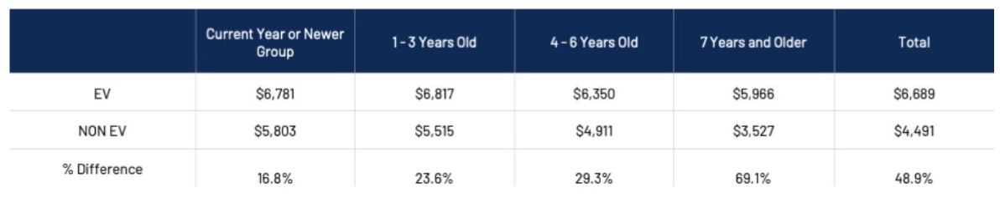 Current Year or Newer Group 1 - 3 Years Old 4 - 6 Years Old 7 Years and Older Total
EV $6,781 $6,817 $6,350 $5,966 $6,689
NON EV $5,803 $5,515 $4,911 $3,527 $4,491
% Difference 16.8% 23.6% 29.3% 69.1% 48.9%